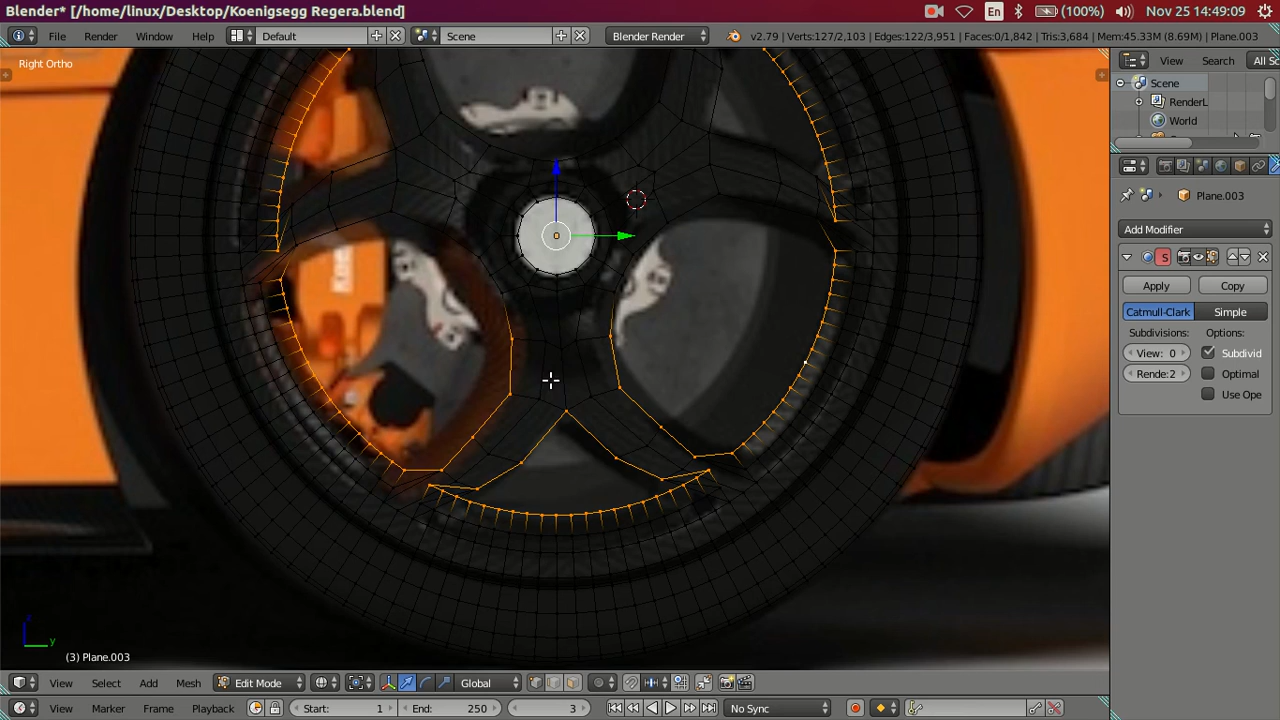 Blender* [/home/linux/Desktop/Koenigsegg Regera.blend]
En (100%) Nov 25 14:49:09
File Render Window Help Default Scene Blender Render v2.79 | Verts:127/2,103 | Edges:122/3,951 | Faces:0/1,842 | Tris:3,684 | Mem:45.33M (8.69M) | Plane.003
Right Ortho
View Search All Sc
Scene
RenderL
World
Plane.003
Add Modifier
S
Apply Copy
Catmull-Clark Simple
Subdivisions: Options:
View: 0 Subdivid
Rende:2 Optimal
Use Ope
z
y
(3) Plane.003
View Select Add Mesh Edit Mode Global
View Marker Frame Playback Start: 1 End: 250 3 No Sync